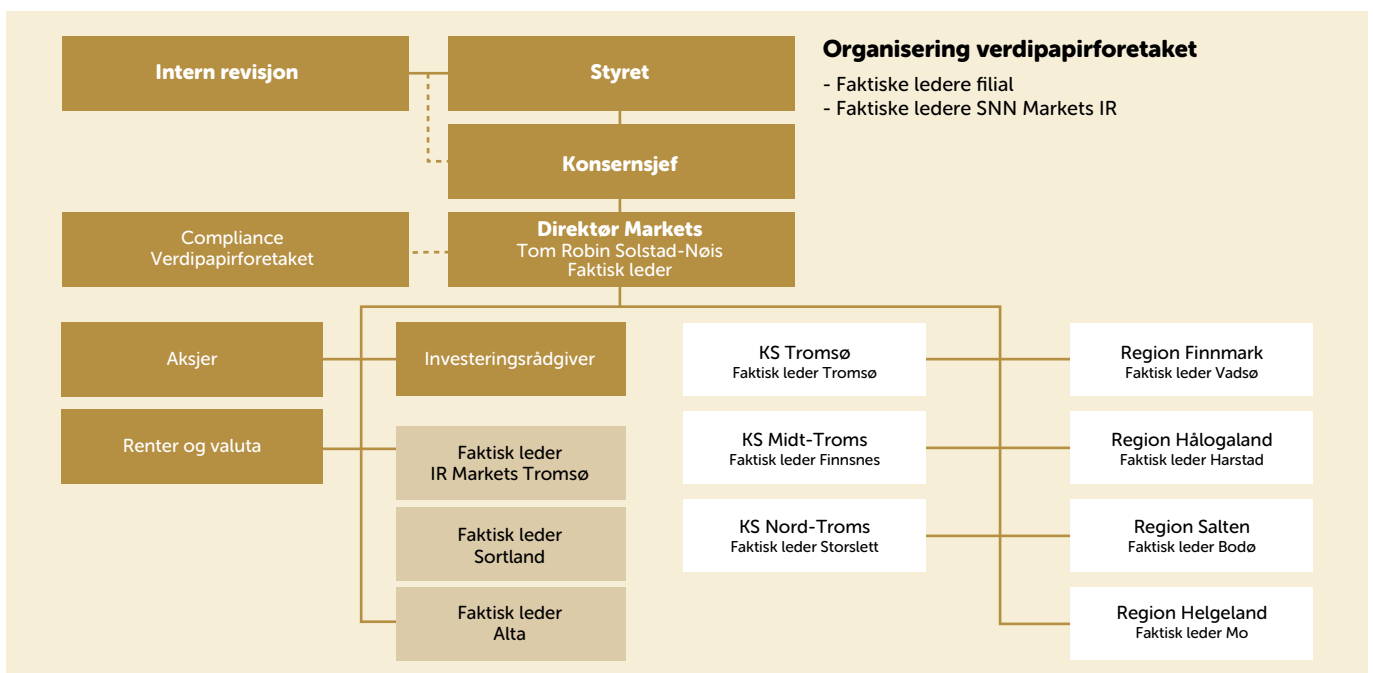 Organisering verdipapirforetaket
- Faktiske ledere filial
- Faktiske ledere SNN Markets IR
Intern revisjon
Styret
Konsernsjef
Compliance
Verdipapirforetaket
Direktør Markets
Tom Robin Solstad-Nøis
Faktisk leder
Aksjer
Investeringsrådgiver
Renter og valuta
Faktisk leder
IR Markets Tromsø
Faktisk leder
Sortland
Faktisk leder
Alta
KS Tromsø
Faktisk leder Tromsø
Region Finnmark
Faktisk leder Vadsø
KS Midt-Troms
Faktisk leder Finnsnes
Region Hålogaland
Faktisk leder Harstad
KS Nord-Troms
Faktisk leder Storslett
Region Salten
Faktisk leder Bodø
Region Helgeland
Faktisk leder Mo